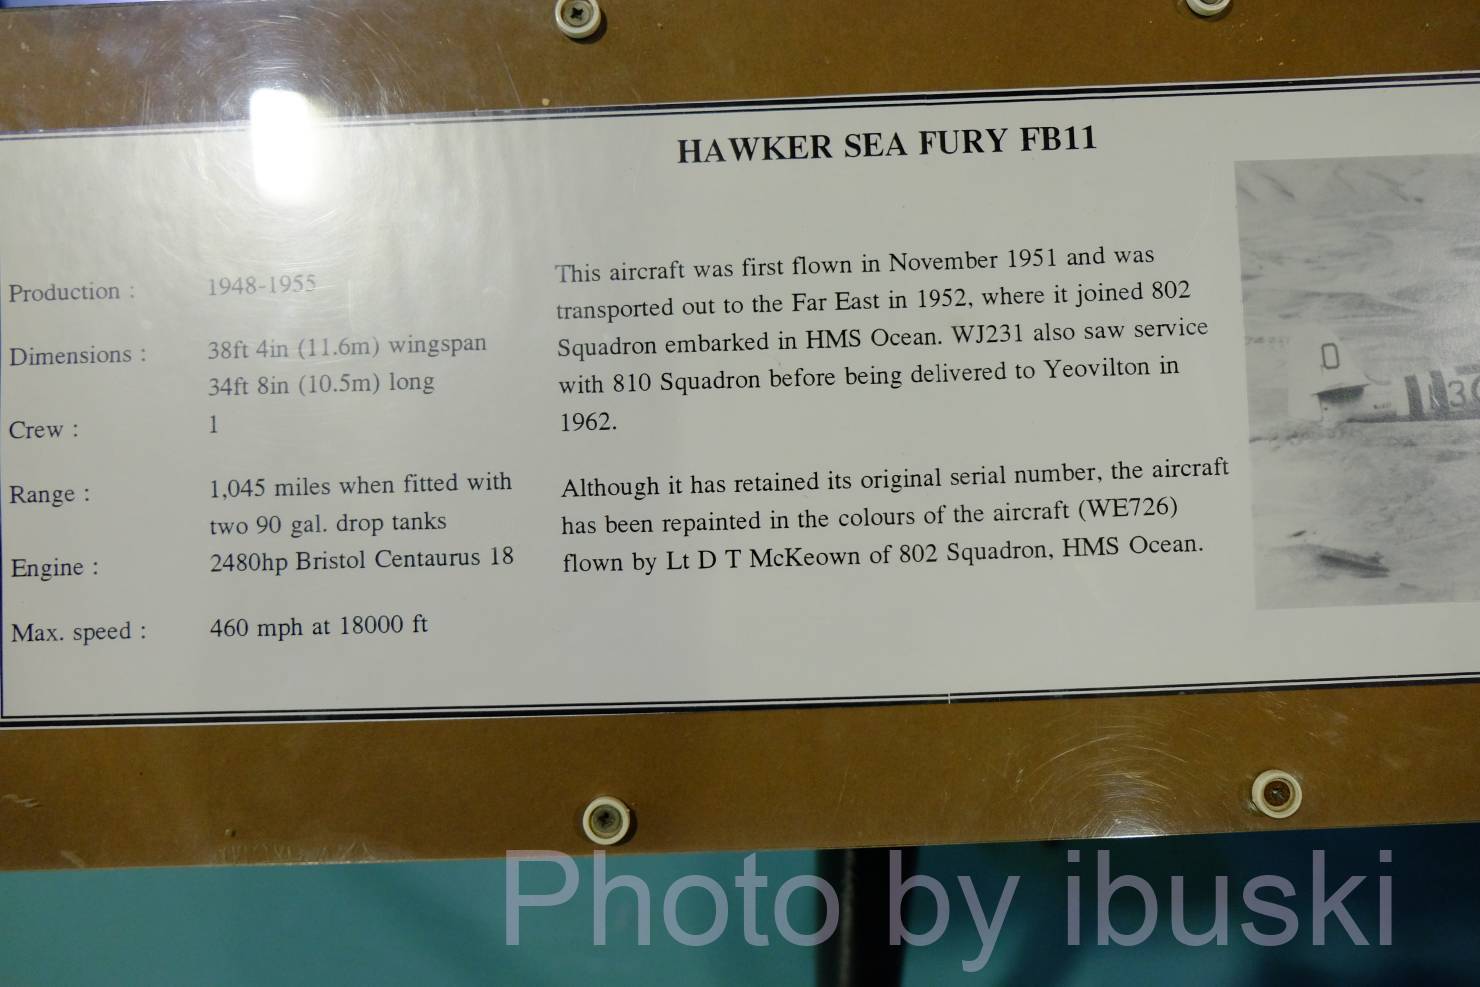 HAWKER SEA FURY FB11
Production : 1948-1955
Dimensions : 38ft 4in (11.6m) wingspan
34ft 8in (10.5m) long
Crew : 1
Range : 1,045 miles when fitted with
two 90 gal. drop tanks
Engine : 2480hp Bristol Centaurus 18
Max. speed : 460 mph at 18000 ft
This aircraft was first flown in November 1951 and was
transported out to the Far East in 1952, where it joined 802
Squadron embarked in HMS Ocean. WJ231 also saw service
with 810 Squadron before being delivered to Yeovilton in
1962.
Although it has retained its original serial number, the aircraft
has been repainted in the colours of the aircraft (WE726)
flown by Lt D T McKeown of 802 Squadron, HMS Ocean.
O
Photo by ibuski